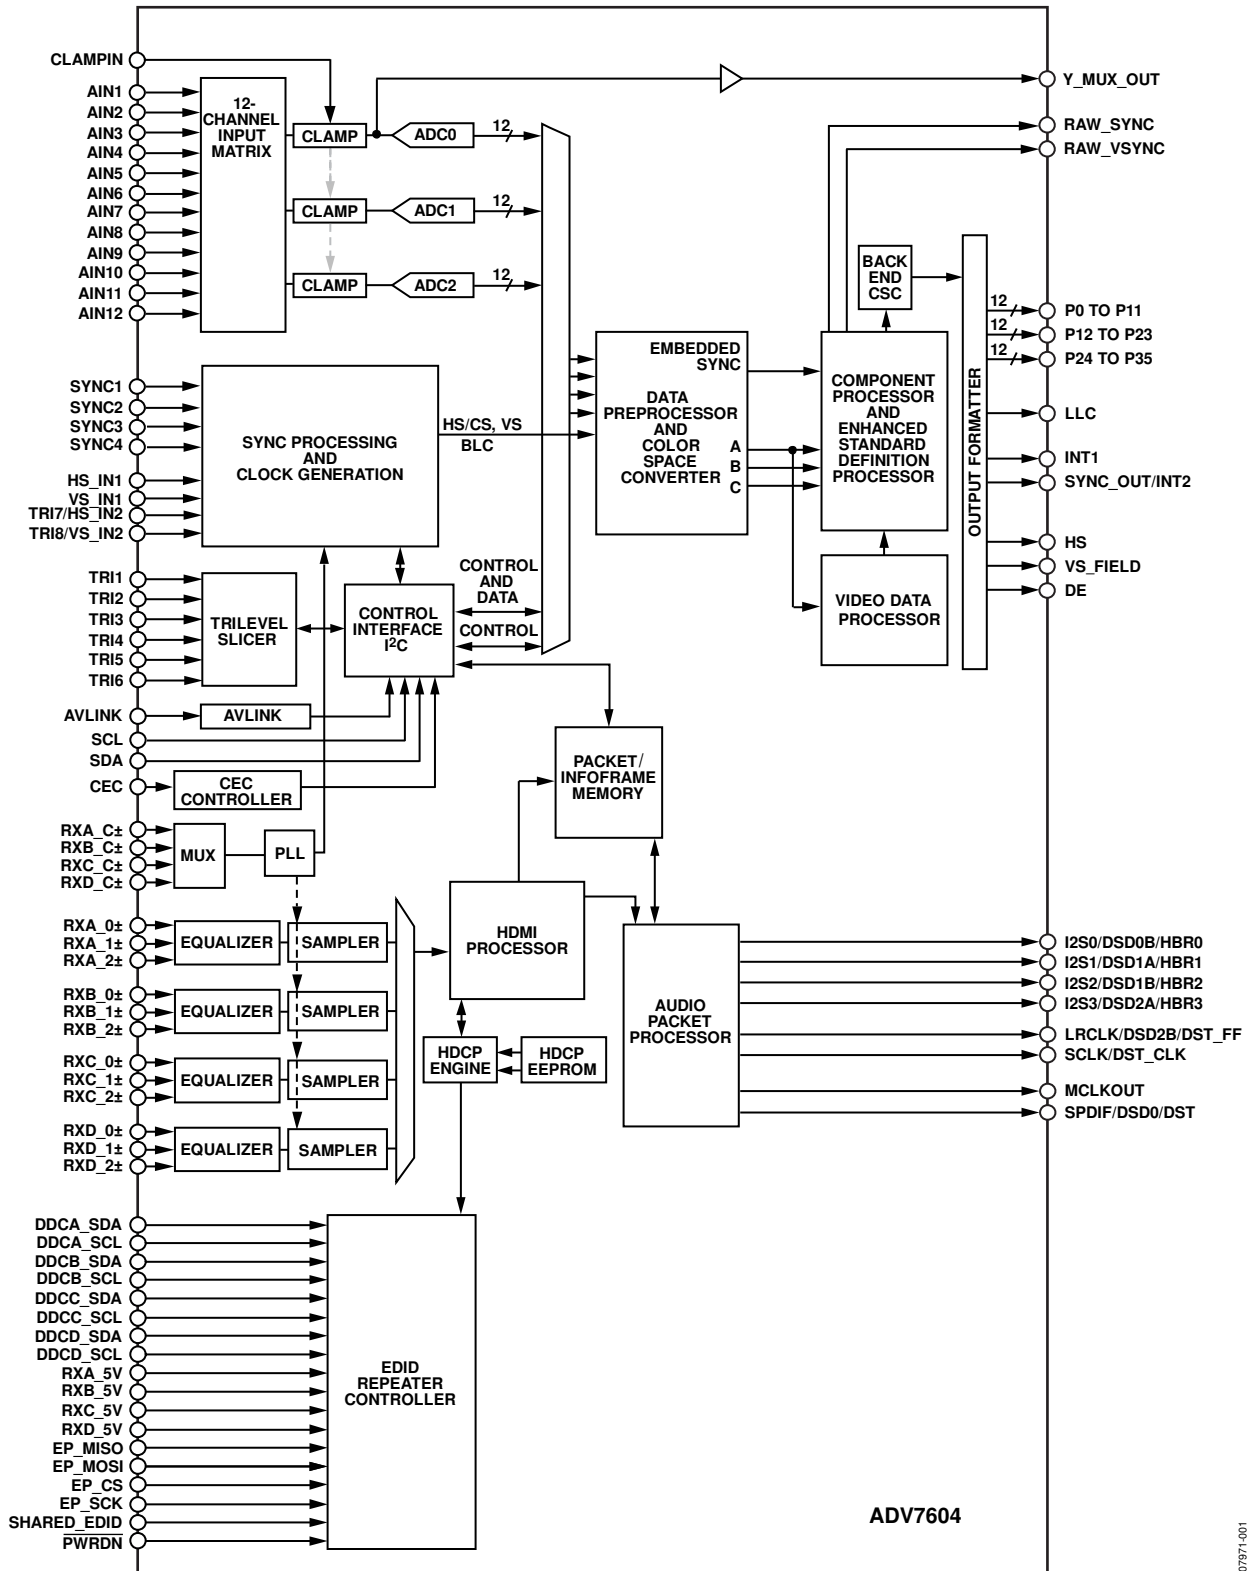 CLAMPIN
AIN1
AIN2
AIN3
AIN4
AIN5
AIN6
AIN7
AIN8
AIN9
AIN10
AIN11
AIN12
12-
CHANNEL
INPUT
MATRIX
CLAMP
ADC0
12
CLAMP
ADC1
12
CLAMP
ADC2
12
Y_MUX_OUT
RAW_SYNC
RAW_VSYNC
BACK
END
CSC
12
P0 TO P11
12
P12 TO P23
12
P24 TO P35
LLC
INT1
SYNC_OUT/INT2
HS
VS_FIELD
DE
OUTPUT FORMATTER
SYNC1
SYNC2
SYNC3
SYNC4
HS_IN1
VS_IN1
TRI7/HS_IN2
TRI8/VS_IN2
SYNC PROCESSING
AND
CLOCK GENERATION
HS/CS, VS
BLC
EMBEDDED
SYNC
DATA
PREPROCESSOR
AND
COLOR
SPACE
CONVERTER
A
B
C
COMPONENT
PROCESSOR
AND
ENHANCED
STANDARD
DEFINITION
PROCESSOR
VIDEO DATA
PROCESSOR
TRI1
TRI2
TRI3
TRI4
TRI5
TRI6
TRILEVEL
SLICER
CONTROL
INTERFACE
I²C
CONTROL
AND
DATA
CONTROL
AVLINK
AVLINK
SCL
SDA
CEC
CEC
CONTROLLER
PACKET/
INFOFRAME
MEMORY
RXA_C±
RXB_C±
RXC_C±
RXD_C±
MUX
PLL
RXA_0±
RXA_1±
RXA_2±
EQUALIZER
SAMPLER
RXB_0±
RXB_1±
RXB_2±
EQUALIZER
SAMPLER
RXC_0±
RXC_1±
RXC_2±
EQUALIZER
SAMPLER
RXD_0±
RXD_1±
RXD_2±
EQUALIZER
SAMPLER
HDMI
PROCESSOR
HDCP
ENGINE
HDCP
EEPROM
AUDIO
PACKET
PROCESSOR
I2S0/DSD0B/HBR0
I2S1/DSD1A/HBR1
I2S2/DSD1B/HBR2
I2S3/DSD2A/HBR3
LRCLK/DSD2B/DST_FF
SCLK/DST_CLK
MCLKOUT
SPDIF/DSD0/DST
DDCA_SDA
DDCA_SCL
DDCB_SDA
DDCB_SCL
DDCC_SDA
DDCC_SCL
DDCD_SDA
DDCD_SCL
RXA_5V
RXB_5V
RXC_5V
RXD_5V
EP_MISO
EP_MOSI
EP_CS
EP_SCK
SHARED_EDID
PWRDN
EDID
REPEATER
CONTROLLER
ADV7604
07971-001